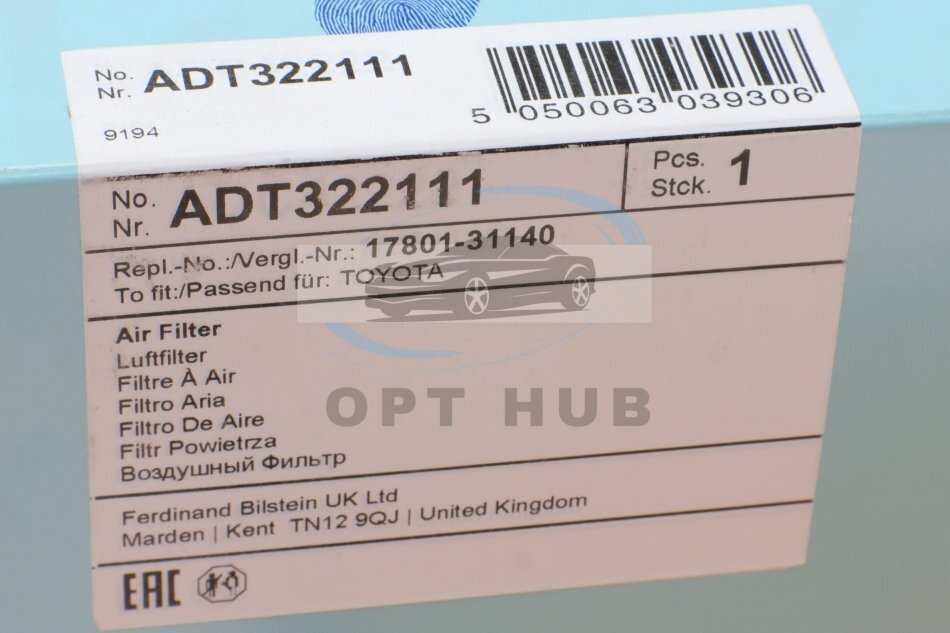 No.
Nr. ADT322111
9194
5 050063 039306
No.
Nr. ADT322111
Pcs.
Stck. 1
Repl.-No.:/Vergl.-Nr.: 17801-31140
To fit:/Passend für: TOYOTA
Air Filter
Luftfilter
Filtre À Air
Filtro Aria
Filtro De Aire
Filtr Powietrza
Воздушный Фильтр
OPT HUB
Ferdinand Bilstein UK Ltd
Marden | Kent TN12 9QJ | United Kingdom
EAC